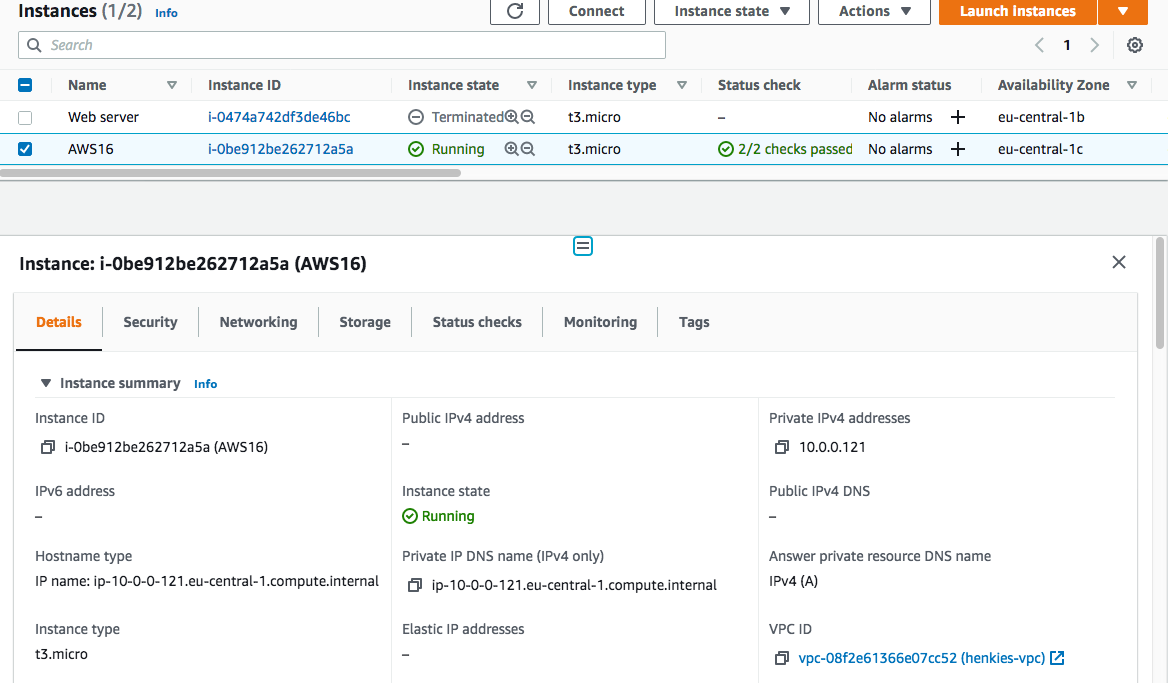 Instances (1/2) Info
Connect
Instance state
Actions
Launch instances
Search
1
Name Instance ID Instance state Instance type Status check Alarm status Availability Zone
Web server i-0474a742df3de46bc Terminated t3.micro – No alarms + eu-central-1b
AWS16 i-0be912be262712a5a Running t3.micro 2/2 checks passed No alarms + eu-central-1c
Instance: i-0be912be262712a5a (AWS16)
Details Security Networking Storage Status checks Monitoring Tags
Instance summary Info
Instance ID
i-0be912be262712a5a (AWS16)
Public IPv4 address
–
Private IPv4 addresses
10.0.0.121
IPv6 address
–
Instance state
Running
Public IPv4 DNS
–
Hostname type
IP name: ip-10-0-0-121.eu-central-1.compute.internal
Private IP DNS name (IPv4 only)
ip-10-0-0-121.eu-central-1.compute.internal
Answer private resource DNS name
IPv4 (A)
Instance type
t3.micro
Elastic IP addresses
–
VPC ID
vpc-08f2e61366e07cc52 (henkies-vpc)